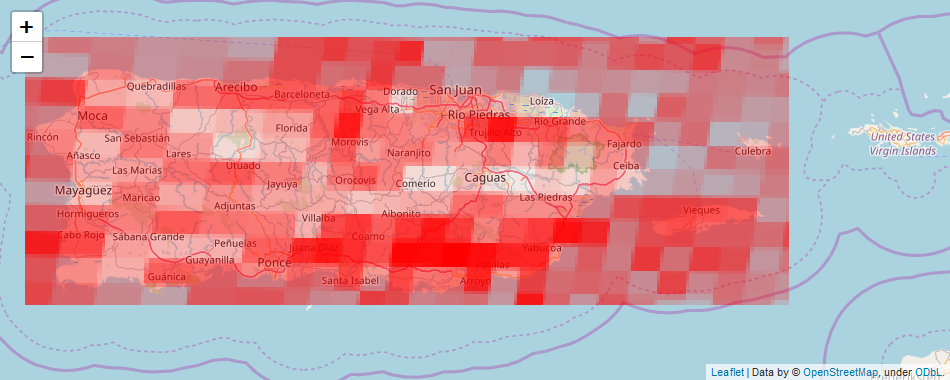 +
−
Quebradillas
Arecibo
Barceloneta
Dorado
San Juan
Loíza
Moca
Vega Alta
Río Piedras
Río Grande
Rincón
San Sebastián
Florida
Morovis
Trujillo Alto
Fajardo
Añasco
Lares
Naranjito
Culebra
United States
Virgin Islands
Las Marías
Utuado
Ceiba
Mayagüez
Maricao
Jayuya
Orocovis
Comerio
Caguas
Las Piedras
Hormigueros
Adjuntas
Villalba
Aibonito
Vieques
Cabo Rojo
Sábana Grande
Peñuelas
Juana Díaz
Coamo
Yabucoa
Guayanilla
Ponce
Patillas
Guánica
Santa Isabel
Arroyo
Leaflet | Data by © OpenStreetMap, under ODbL.